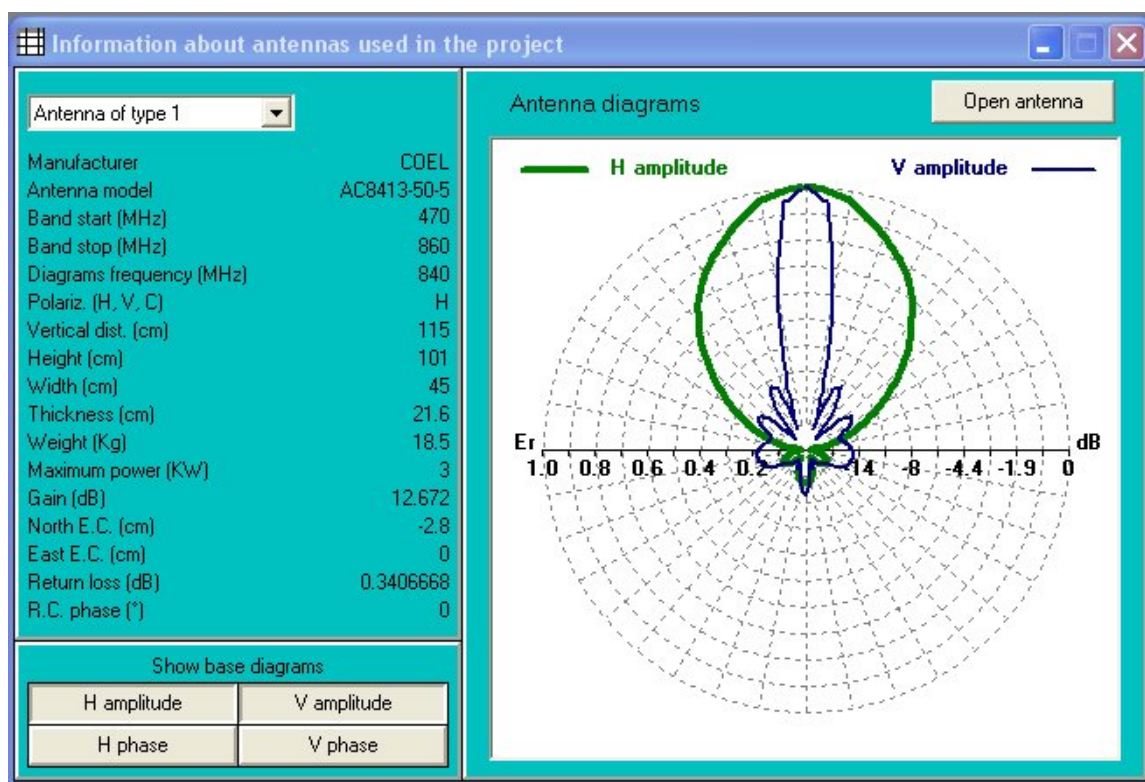 Information about antennas used in the project
Antenna of type 1
Manufacturer COEL
Antenna model AC8413-50-5
Band start (MHz) 470
Band stop (MHz) 860
Diagrams frequency (MHz) 840
Polariz. (H, V, C) H
Vertical dist. (cm) 115
Height (cm) 101
Width (cm) 45
Thickness (cm) 21.6
Weight (Kg) 18.5
Maximum power (KW) 3
Gain (dB) 12.672
North E.C. (cm) -2.8
East E.C. (cm) 0
Return loss (dB) 0.3406668
R.C. phase (°) 0
Show base diagrams
H amplitude V amplitude
H phase V phase
Antenna diagrams
Open antenna
H amplitude V amplitude
Er dB
1.0 0.8 0.6 0.4 0.2 14 -8 -4.4 -1.9 0